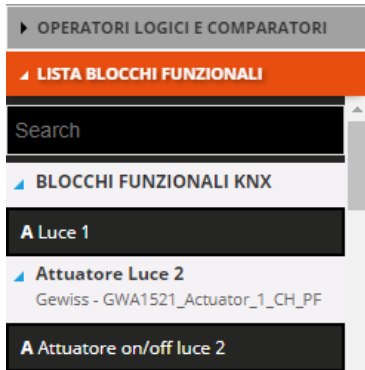 OPERATORI LOGICI E COMPARATORI
LISTA BLOCCHI FUNZIONALI
Search
BLOCCHI FUNZIONALI KNX
A Luce 1
Attuatore Luce 2
Gewiss - GWA1521_Actuator_1_CH_PF
A Attuatore on/off luce 2